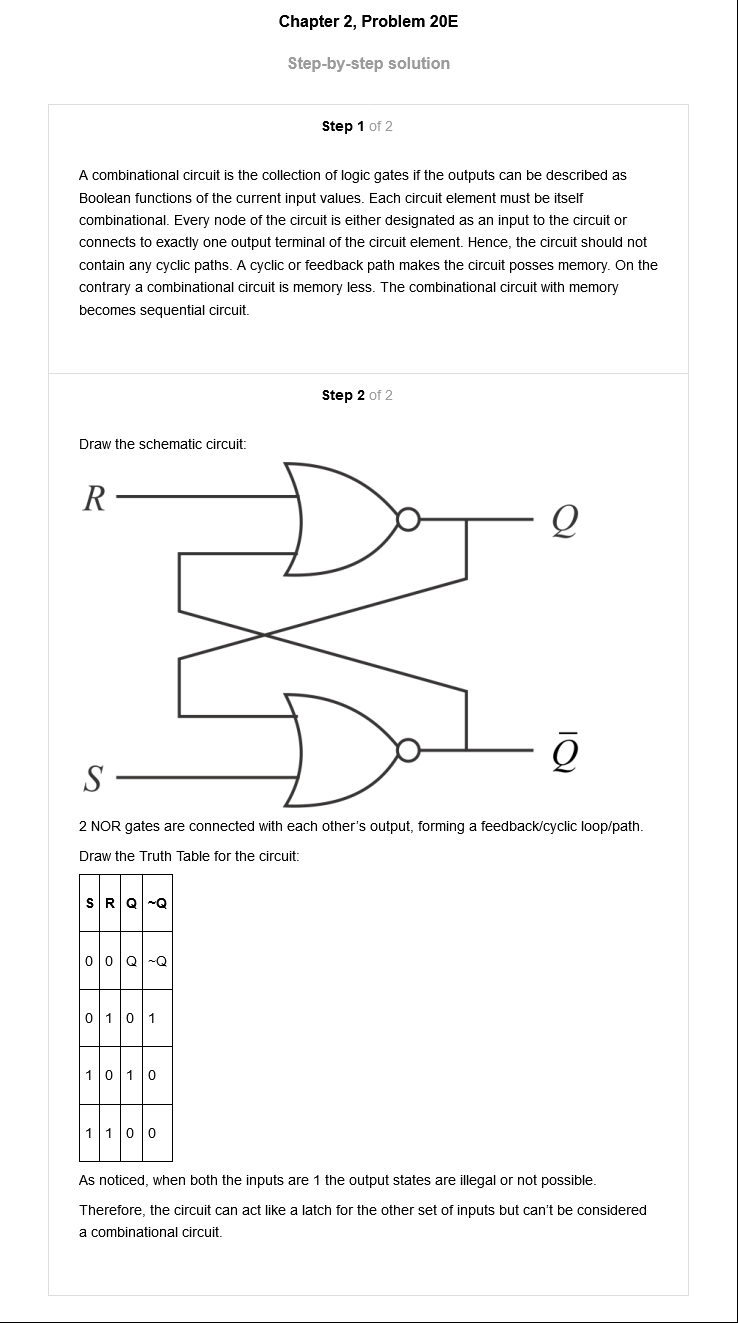 Chapter 2, Problem 20E
Step-by-step solution
Step 1 of 2
A combinational circuit is the collection of logic gates if the outputs can be described as
Boolean functions of the current input values. Each circuit element must be itself
combinational. Every node of the circuit is either designated as an input to the circuit or
connects to exactly one output terminal of the circuit element. Hence, the circuit should not
contain any cyclic paths. A cyclic or feedback path makes the circuit posses memory. On the
contrary a combinational circuit is memory less. The combinational circuit with memory
becomes sequential circuit.
Step 2 of 2
Draw the schematic circuit:
R
Q
Q̅
S
2 NOR gates are connected with each other's output, forming a feedback/cyclic loop/path.
Draw the Truth Table for the circuit:
S R Q ~Q
0 0 Q ~Q
0 1 0 1
1 0 1 0
1 1 0 0
As noticed, when both the inputs are 1 the output states are illegal or not possible.
Therefore, the circuit can act like a latch for the other set of inputs but can't be considered
a combinational circuit.